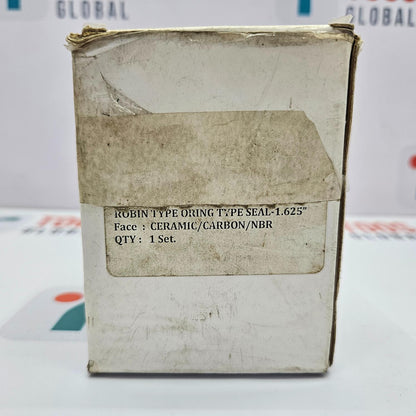 GLOBAL
GLOBAL
ROBIN TYPE ORING TYPE SEAL-1.625"
Face : CERAMIC/CARBON/NBR
QTY : 1 Set.